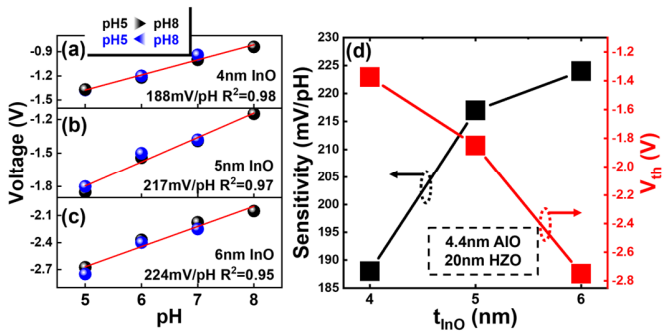 pH5 ► pH8
pH5 ◄ pH8
(a)
-0.9
-1.2
-1.5
4nm InO
188mV/pH R²=0.98
(b)
-1.5
-1.8
5nm InO
217mV/pH R²=0.97
(c)
-2.1
-2.4
-2.7
6nm InO
224mV/pH R²=0.95
5 6 7 8
pH
Voltage (V)
(d)
230
225
220
215
210
205
200
195
190
185
Sensitivity (mV/pH)
4.4nm AlO
20nm HZO
4 5 6
t_InO (nm)
-1.2
-1.4
-1.6
-1.8
-2.0
-2.2
-2.4
-2.6
-2.8
V_th (V)